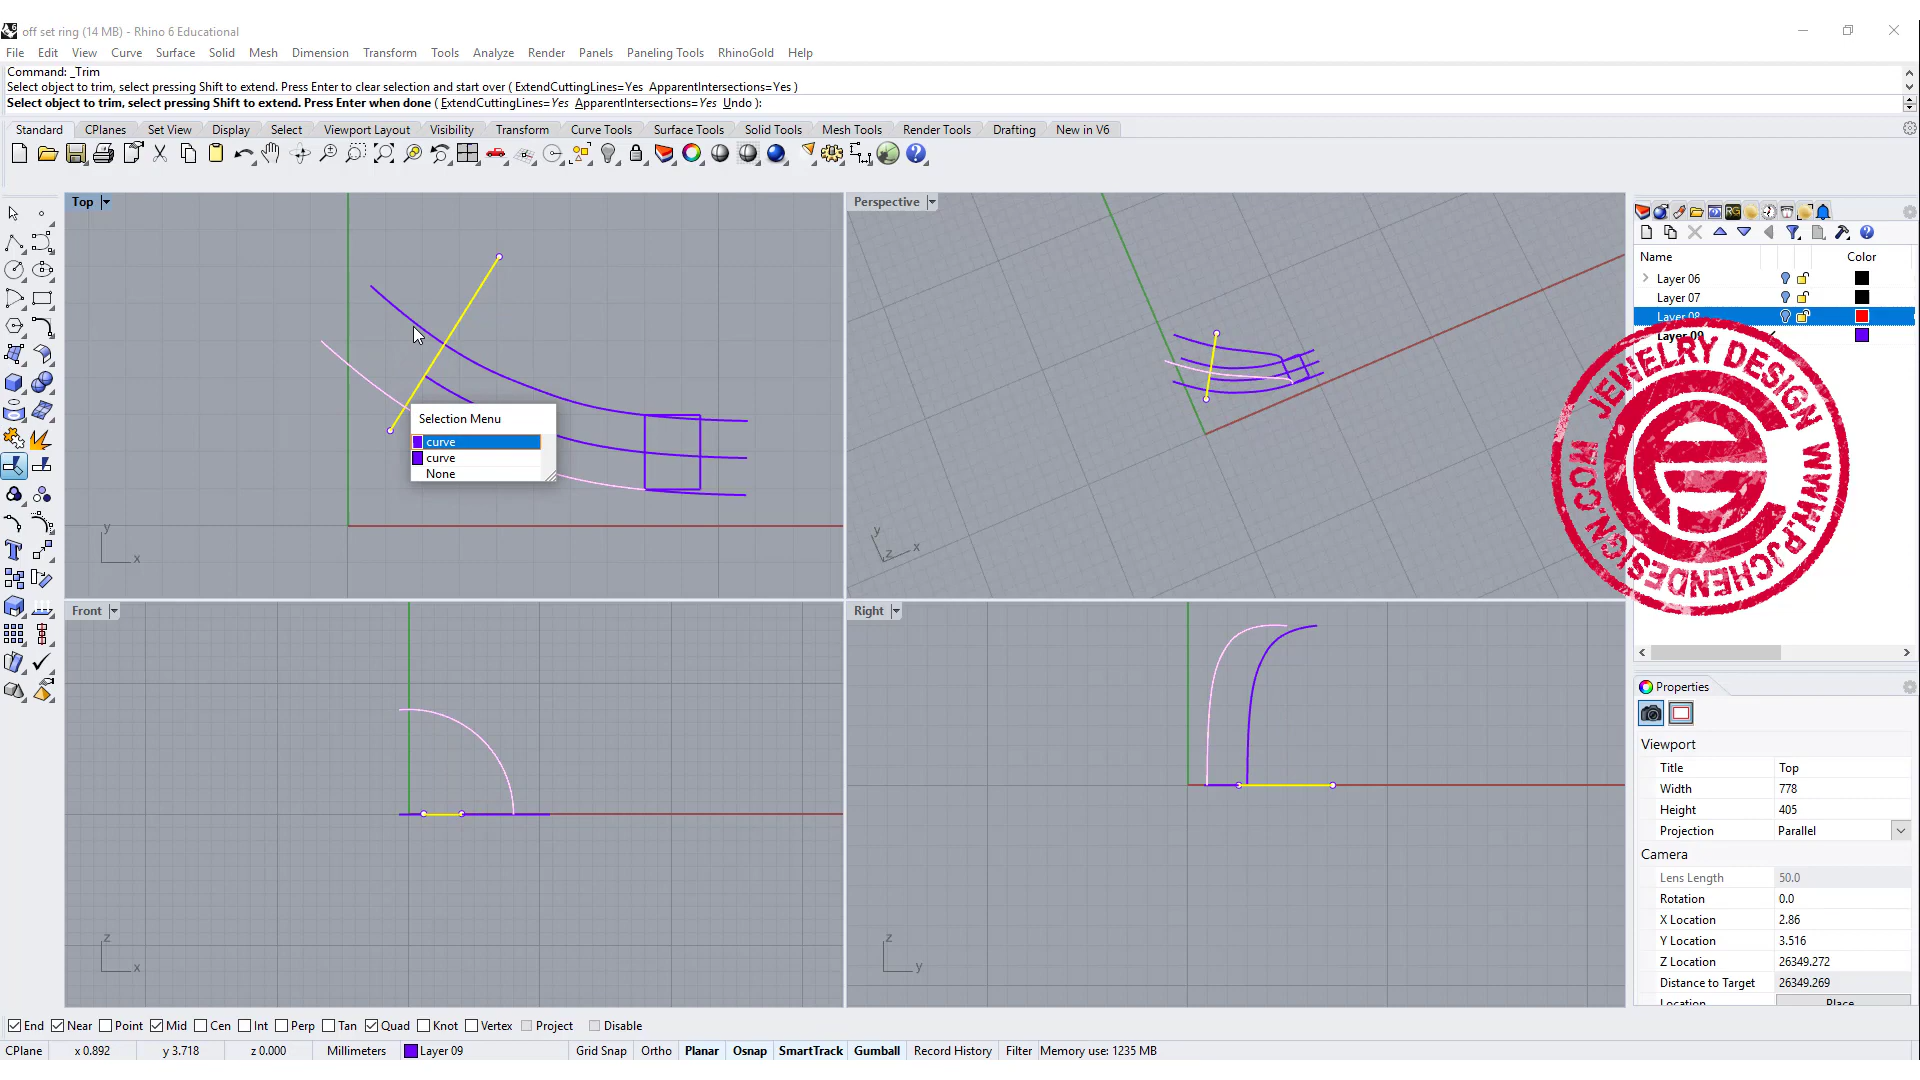 off set ring (14 MB) - Rhino 6 Educational
File Edit View Curve Surface Solid Mesh Dimension Transform Tools Analyze Render Panels Paneling Tools RhinoGold Help
Command: _Trim
Select object to trim, select pressing Shift to extend. Press Enter to clear selection and start over ( ExtendCuttingLines=Yes ApparentIntersections=Yes )
Select object to trim, select pressing Shift to extend. Press Enter when done ( ExtendCuttingLines=Yes ApparentIntersections=Yes Undo ):
Standard CPlanes Set View Display Select Viewport Layout Visibility Transform Curve Tools Surface Tools Solid Tools Mesh Tools Render Tools Drafting New in V6
Top
Perspective
Name Color
Layer 06
Layer 07
Layer 08
Layer 09
JEWELRY DESIGN WWW.PJCHENDESIGN.COM
Selection Menu
curve
curve
None
y
x
y
z
x
Front
Right
z
x
z
y
Properties
Viewport
Title Top
Width 778
Height 405
Projection Parallel
Camera
Lens Length 50.0
Rotation 0.0
X Location 2.86
Y Location 3.516
Z Location 26349.272
Distance to Target 26349.269
Location Place
End Near Point Mid Cen Int Perp Tan Quad Knot Vertex Project Disable
CPlane x 0.892 y 3.718 z 0.000 Millimeters Layer 09 Grid Snap Ortho Planar Osnap SmartTrack Gumball Record History Filter Memory use: 1235 MB